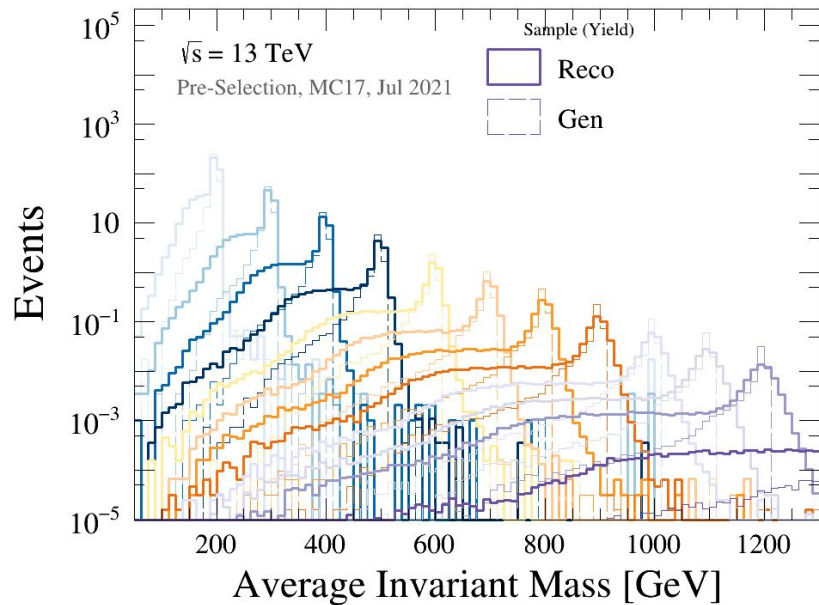 10^5
Sample (Yield)
√s = 13 TeV
Reco
Pre-Selection, MC17, Jul 2021
10^3
Gen
Events
10
10^−1
10^−3
10^−5
200 400 600 800 1000 1200
Average Invariant Mass [GeV]